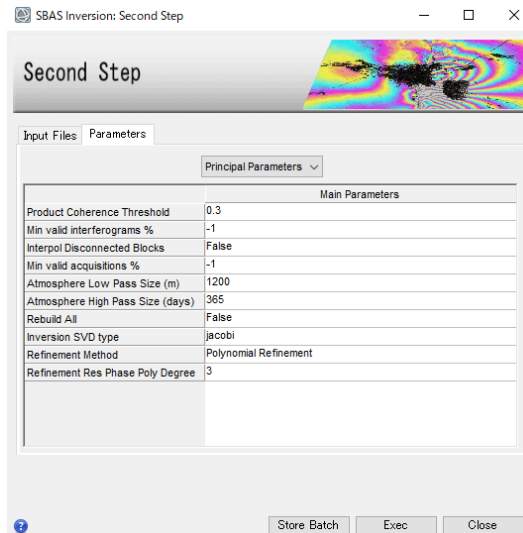 SBAS Inversion: Second Step
Second Step
Input Files Parameters
Principal Parameters
Main Parameters
Product Coherence Threshold 0.3
Min valid interferograms % -1
Interpol Disconnected Blocks False
Min valid acquisitions % -1
Atmosphere Low Pass Size (m) 1200
Atmosphere High Pass Size (days) 365
Rebuild All False
Inversion SVD type jacobi
Refinement Method Polynomial Refinement
Refinement Res Phase Poly Degree 3
? Store Batch Exec Close